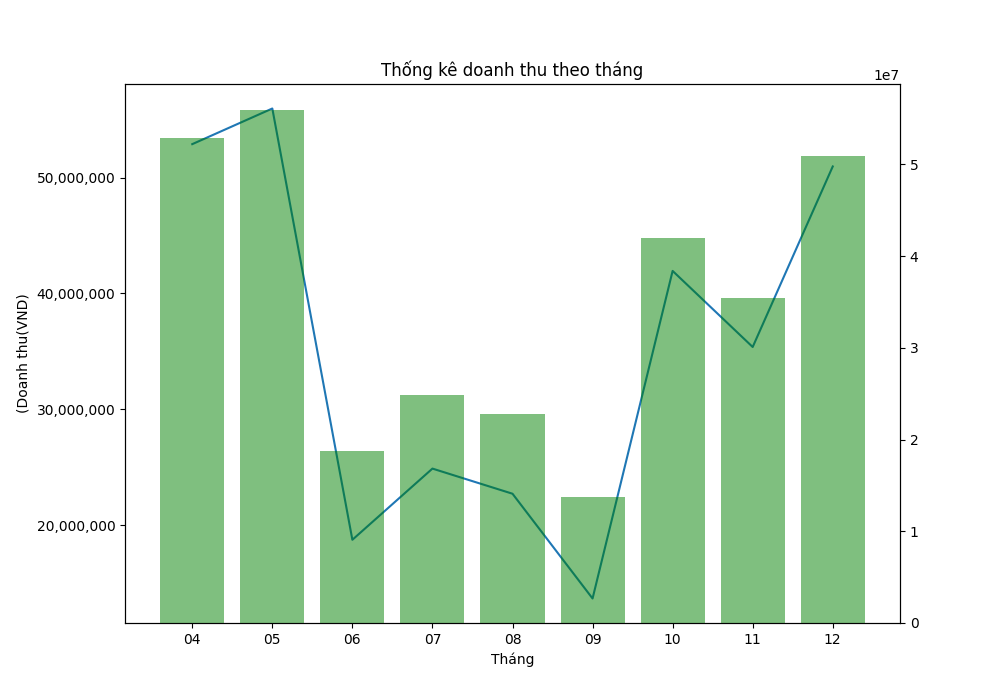 Thống kê doanh thu theo tháng
1e7
(Doanh thu(VND)
50,000,000
40,000,000
30,000,000
20,000,000
5
4
3
2
1
0
04 05 06 07 08 09 10 11 12
Tháng